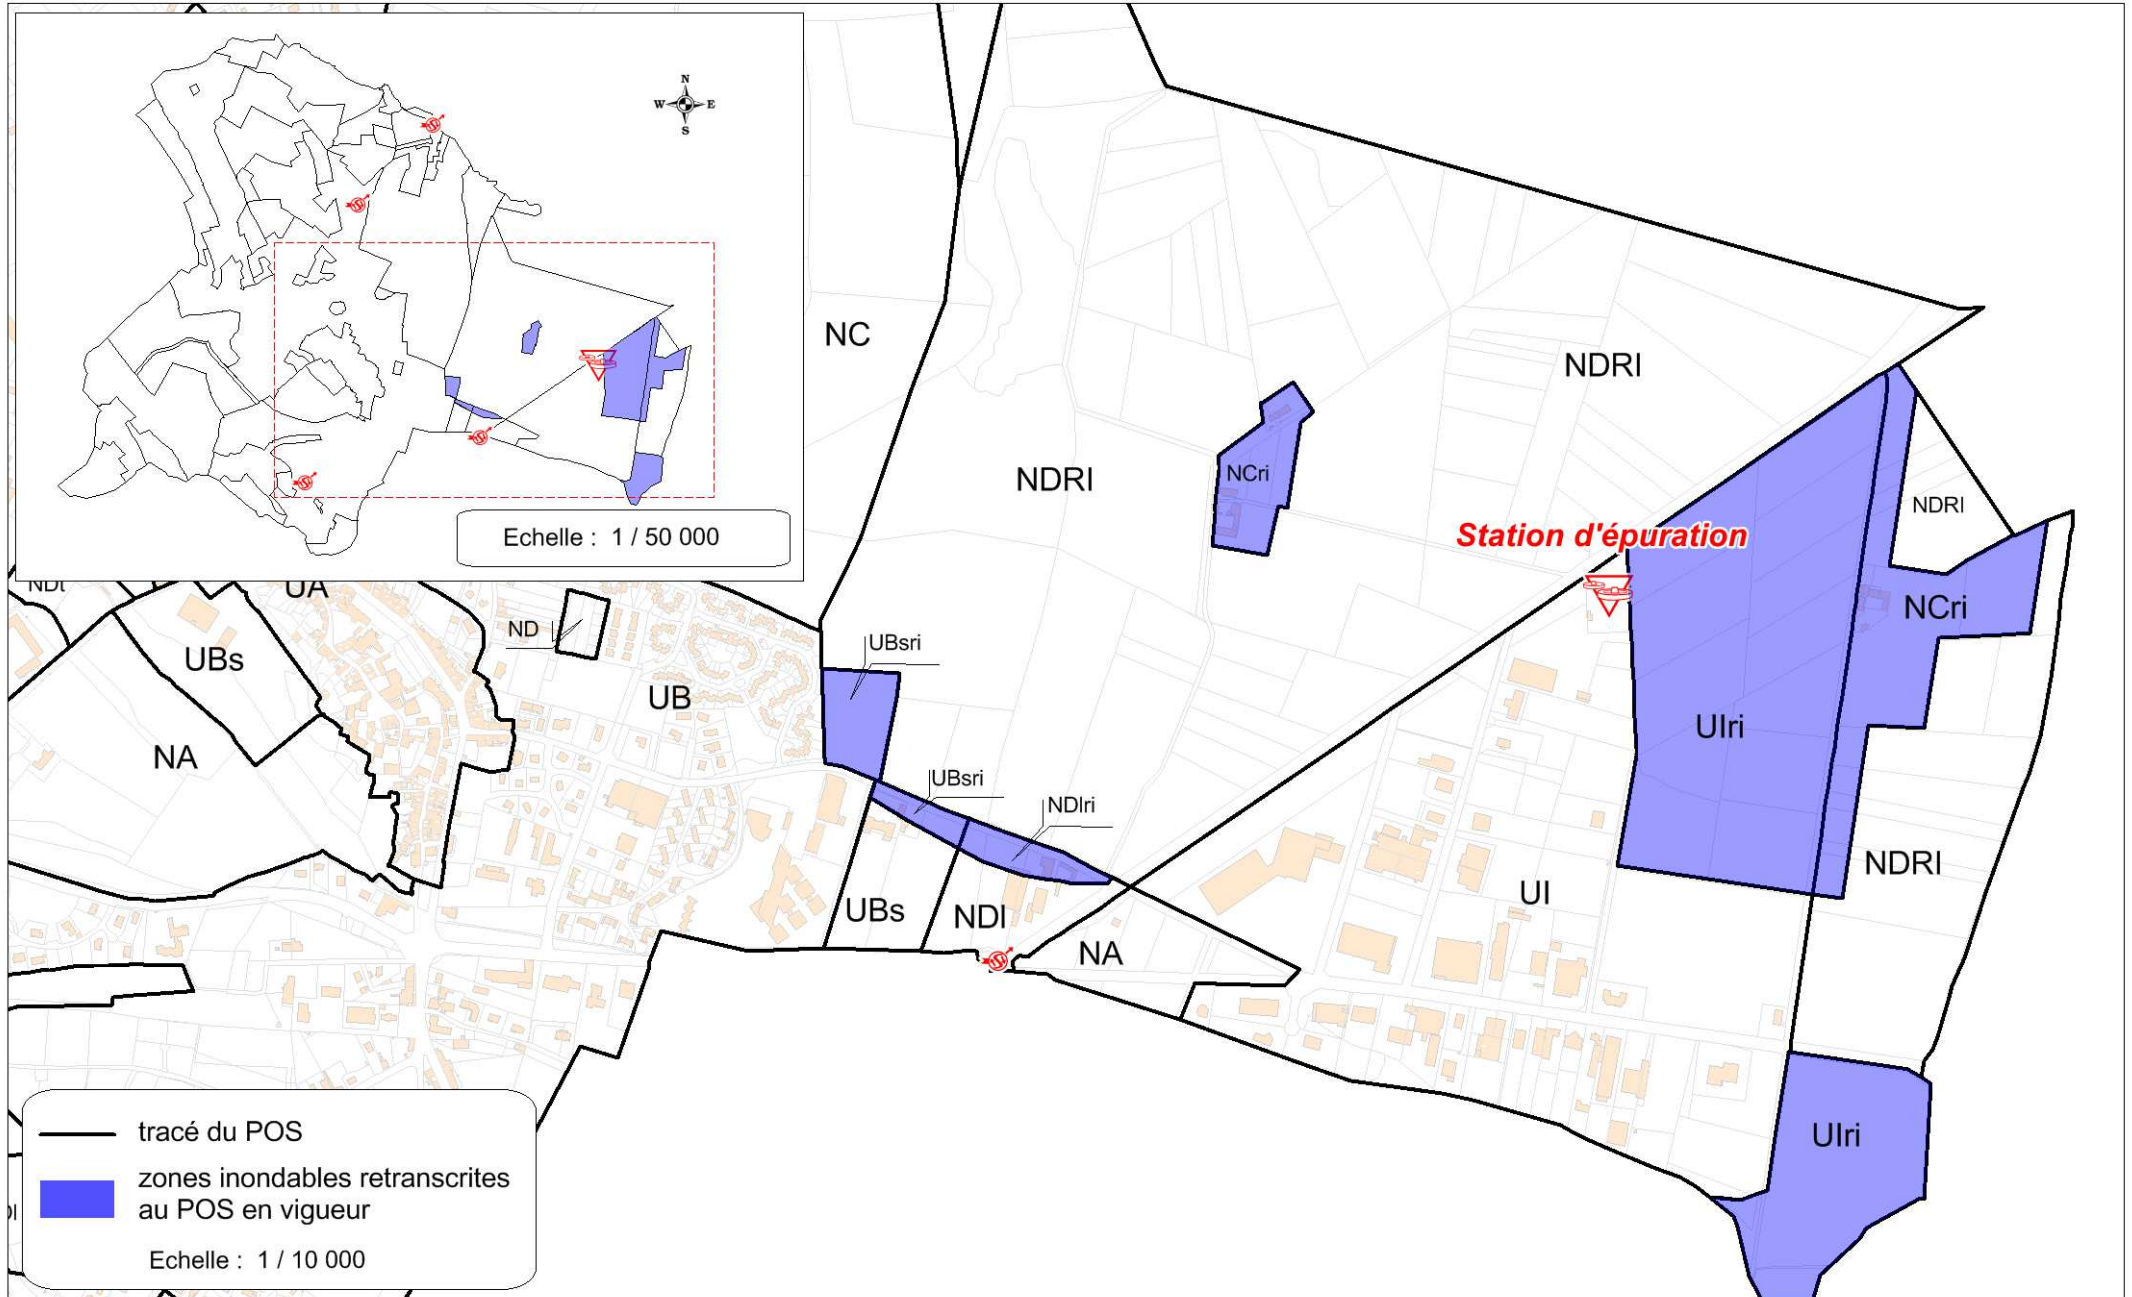 N
W E
S
Echelle : 1 / 50 000
NC
NDRI
NDRI
NCri
NDRI
Station d'épuration
NCri
NDt
UA
ND
UBsri
UBs
UB
UIri
NA
UBsri
NDlri
NDRI
UI
UBs
NDl
NA
UIri
tracé du POS
zones inondables retranscrites
au POS en vigueur
Echelle : 1 / 10 000